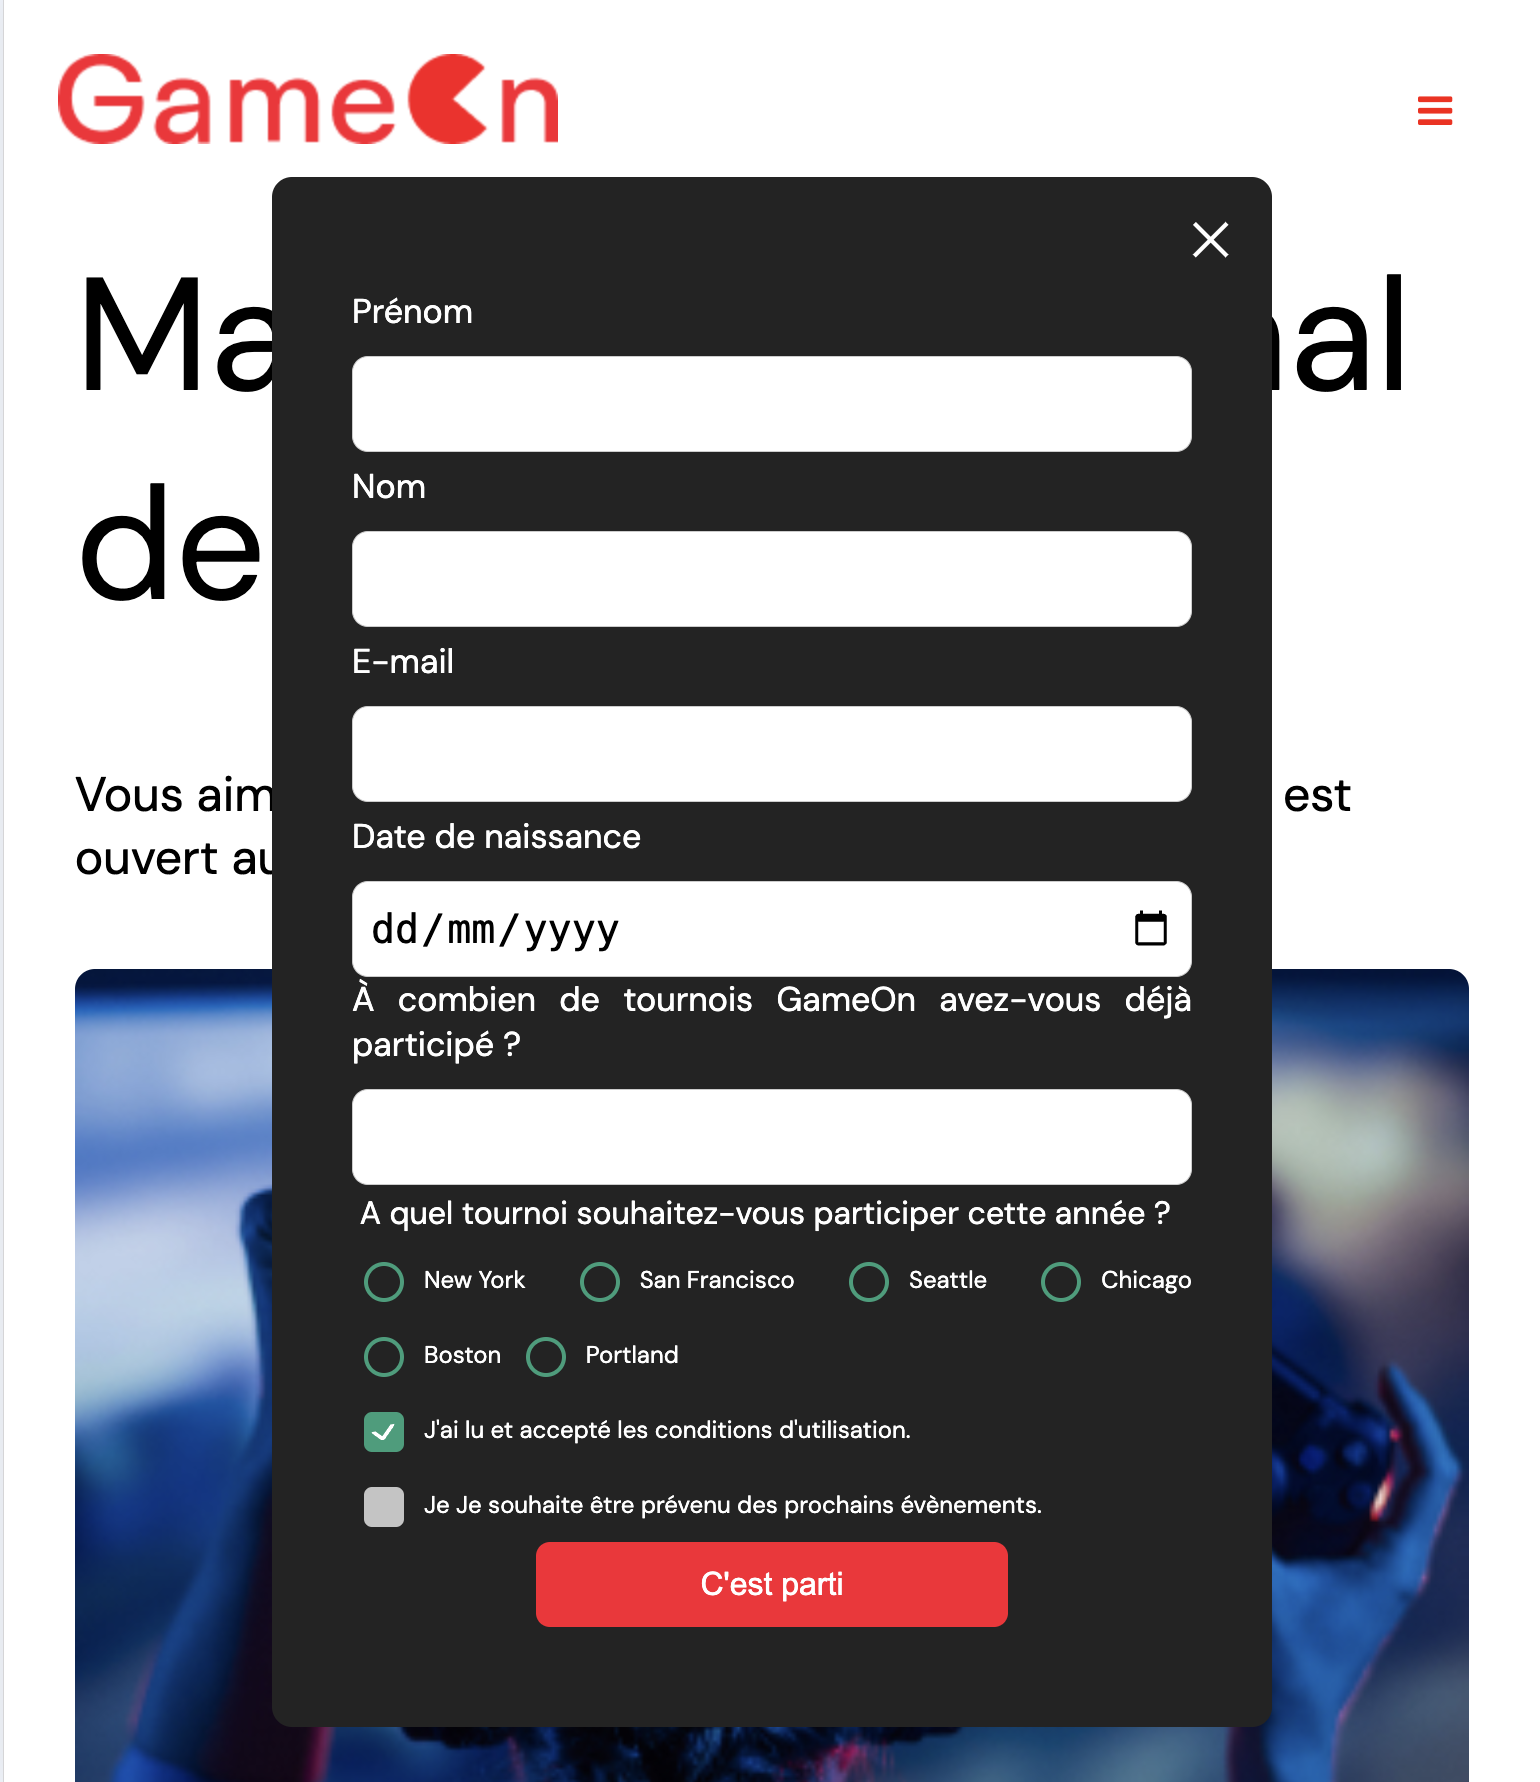 GameOn
Ma al
de
Vous aim est
ouvert au
Prénom
Nom
E-mail
Date de naissance
dd/mm/yyyy
À combien de tournois GameOn avez-vous déjà
participé ?
A quel tournoi souhaitez-vous participer cette année ?
New York San Francisco Seattle Chicago
Boston Portland
J'ai lu et accepté les conditions d'utilisation.
Je Je souhaite être prévenu des prochains évènements.
C'est parti